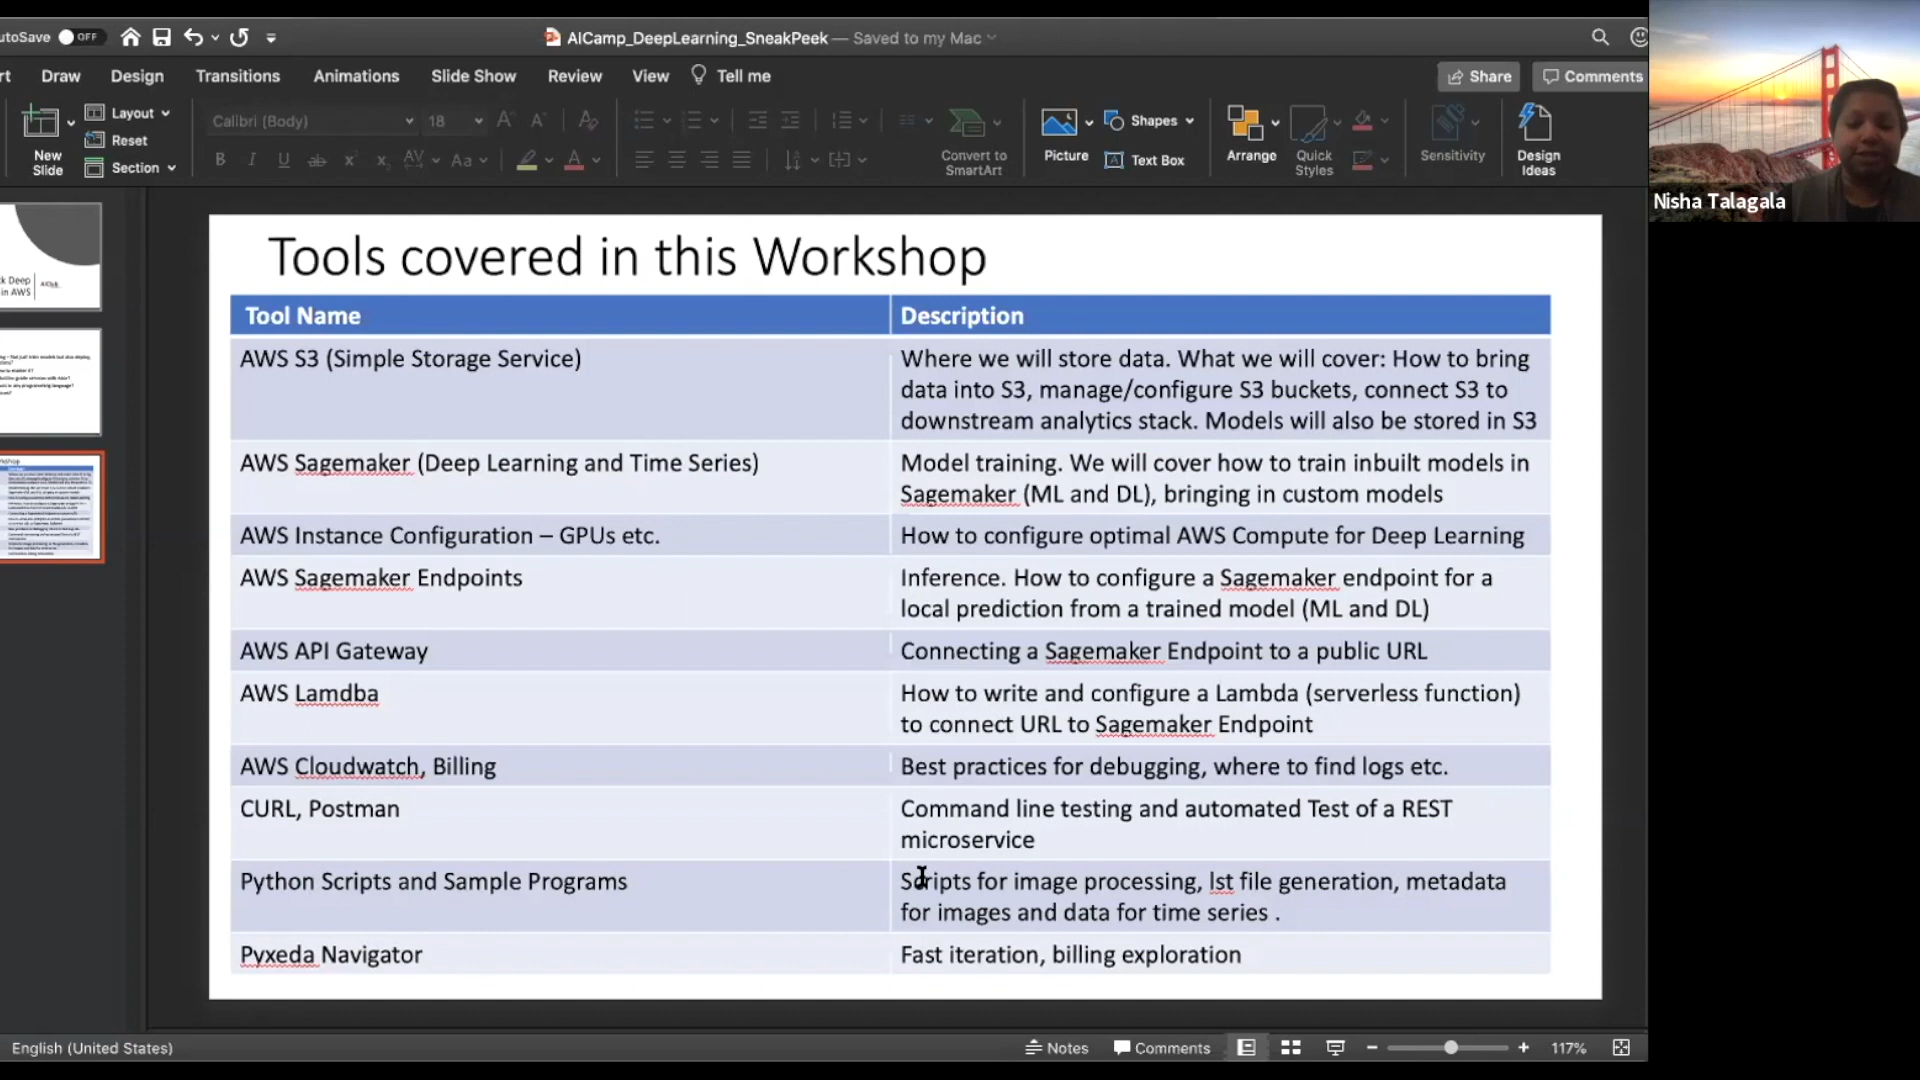 utoSave OFF
AICamp_DeepLearning_SneakPeek — Saved to my Mac
rt Draw Design Transitions Animations Slide Show Review View Tell me
Share Comments
Layout
Reset
Section
New
Slide
Calibri (Body) 18
Convert to
SmartArt
Picture
Shapes
Text Box
Arrange
Quick
Styles
Sensitivity
Design
Ideas
Nisha Talagala
k Deep
in AWS
Tools covered in this Workshop
Tool Name Description
AWS S3 (Simple Storage Service)
Where we will store data. What we will cover: How to bring
data into S3, manage/configure S3 buckets, connect S3 to
downstream analytics stack. Models will also be stored in S3
AWS Sagemaker (Deep Learning and Time Series)
Model training. We will cover how to train inbuilt models in
Sagemaker (ML and DL), bringing in custom models
AWS Instance Configuration – GPUs etc.
How to configure optimal AWS Compute for Deep Learning
AWS Sagemaker Endpoints
Inference. How to configure a Sagemaker endpoint for a
local prediction from a trained model (ML and DL)
AWS API Gateway
Connecting a Sagemaker Endpoint to a public URL
AWS Lamdba
How to write and configure a Lambda (serverless function)
to connect URL to Sagemaker Endpoint
AWS Cloudwatch, Billing
Best practices for debugging, where to find logs etc.
CURL, Postman
Command line testing and automated Test of a REST
microservice
Python Scripts and Sample Programs
Scripts for image processing, lst file generation, metadata
for images and data for time series .
Pyxeda Navigator
Fast iteration, billing exploration
English (United States)
Notes Comments 117%